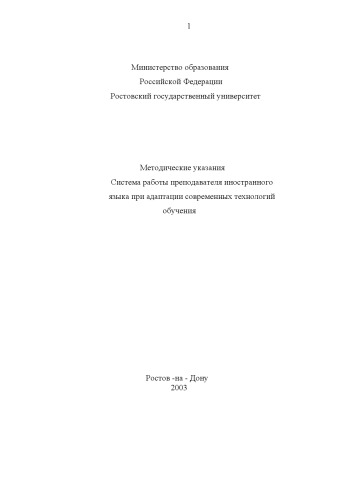 1
Министерство образования
Российской Федерации
Ростовский государственный университет
Методические указания
Система работы преподавателя иностранного
языка при адаптации современных технологий
обучения
Ростов -на - Дону
2003